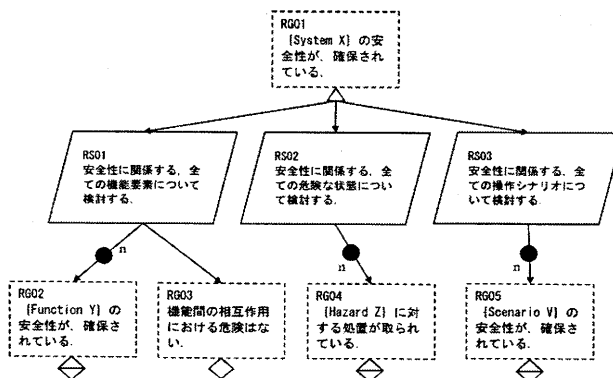 RG01
{System X} の安
全性が、確保され
ている.
RS01
安全性に関係する、全
ての機能要素について
検討する.
RS02
安全性に関係する、全
ての危険な状態につい
て検討する.
RS03
安全性に関係する、全
ての操作シナリオにつ
いて検討する.
n
n
n
RG02
{Function Y} の
安全性が、確保さ
れている.
RG03
機能間の相互作用
における危険はな
い.
RG04
{Hazard Z} に対
する処置が取られ
ている.
RG05
{Scenario V} の
安全性が、確保さ
れている.